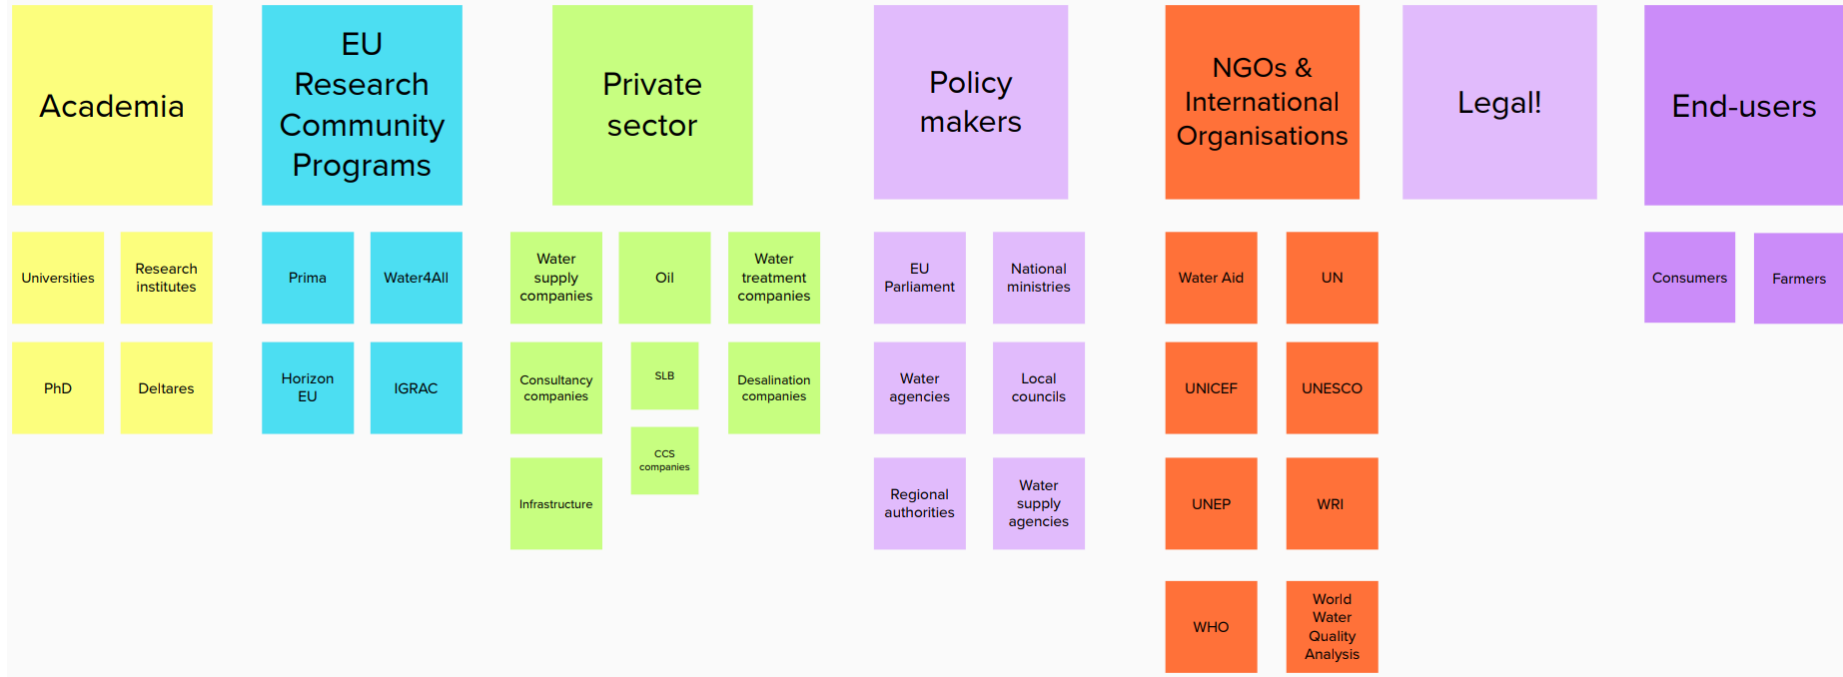 Academia
EU
Research
Community
Programs
Private
sector
Policy
makers
NGOs &
International
Organisations
Legal!
End-users
Universities
Research
institutes
PhD
Deltares
Prima
Water4All
Horizon
EU
IGRAC
Water
supply
companies
Oil
Water
treatment
companies
Consultancy
companies
SLB
Desalination
companies
CCS
companies
Infrastructure
EU
Parliament
National
ministries
Water
agencies
Local
councils
Regional
authorities
Water
supply
agencies
Water Aid
UN
UNICEF
UNESCO
UNEP
WRI
WHO
World
Water
Quality
Analysis
Consumers
Farmers